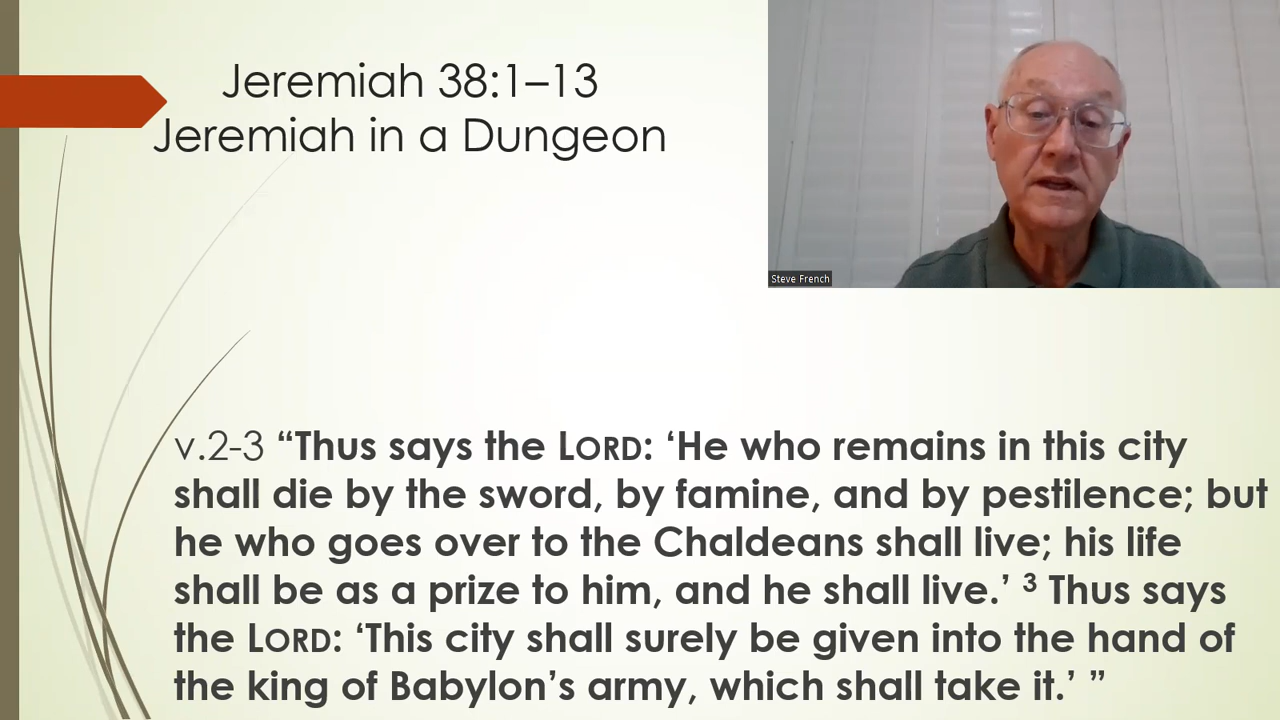 Jeremiah 38:1–13
Jeremiah in a Dungeon
Steve French
v.2-3 “Thus says the LORD: ‘He who remains in this city
shall die by the sword, by famine, and by pestilence; but
he who goes over to the Chaldeans shall live; his life
shall be as a prize to him, and he shall live.’ ³ Thus says
the LORD: ‘This city shall surely be given into the hand of
the king of Babylon’s army, which shall take it.’ ”